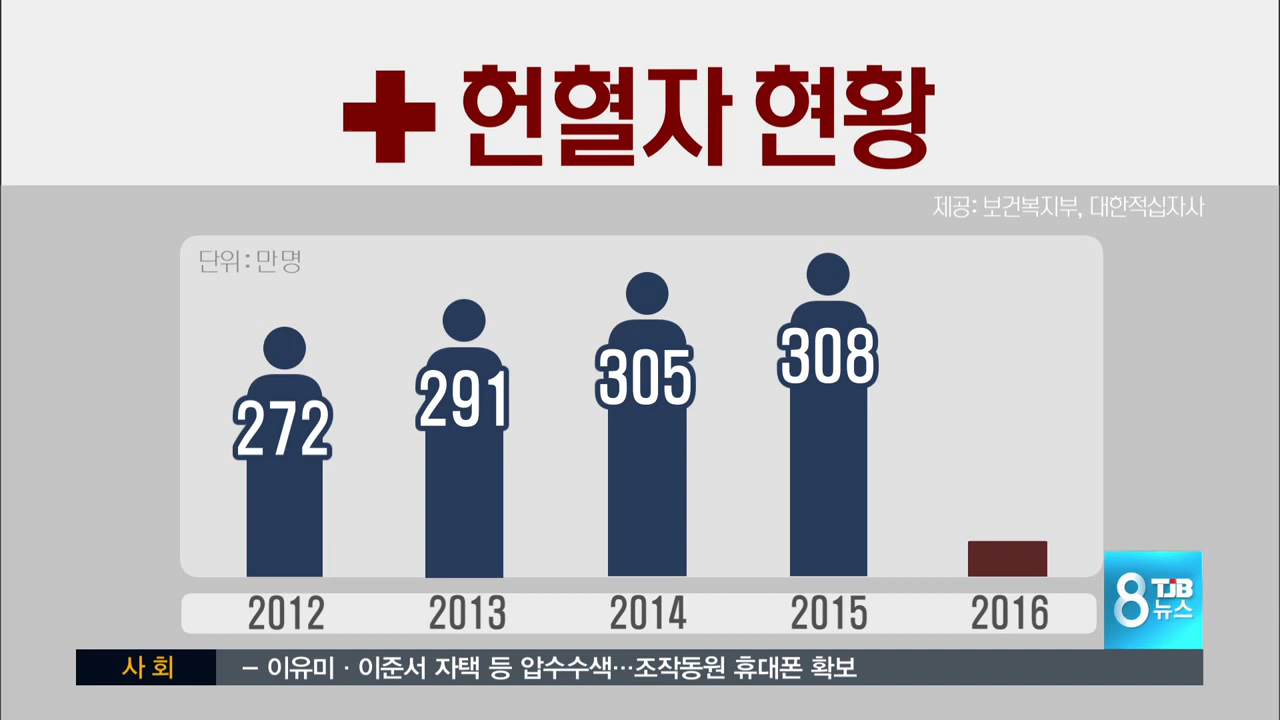 헌혈자 현황
제공: 보건복지부, 대한적십자사
단위:만명
272
291
305
308
2012
2013
2014
2015
2016
8 TJB 뉴스
사회
- 이유미·이준서 자택 등 압수수색…조작동원 휴대폰 확보